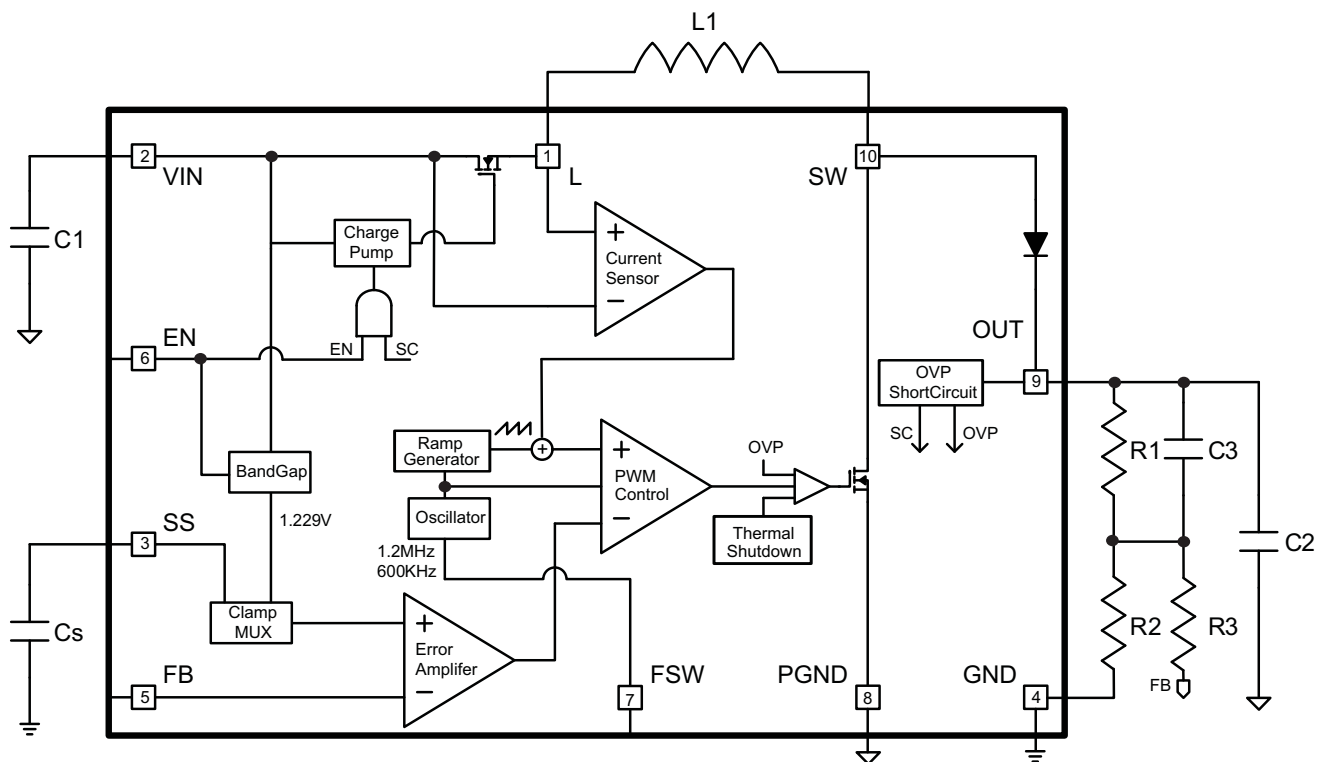 L1
2
VIN
1
L
10
SW
C1
Charge
Pump
+
Current
Sensor
−
EN
6
EN
SC
OUT
9
OVP
ShortCircuit
SC
OVP
R1
C3
Ramp
Generator
+
+
PWM
Control
−
OVP
BandGap
1.229V
Oscillator
1.2MHz
600KHz
Thermal
Shutdown
SS
3
C2
Cs
Clamp
MUX
+
Error
Amplifer
−
R2
R3
FB
5
FSW
7
PGND
8
GND
4
FB